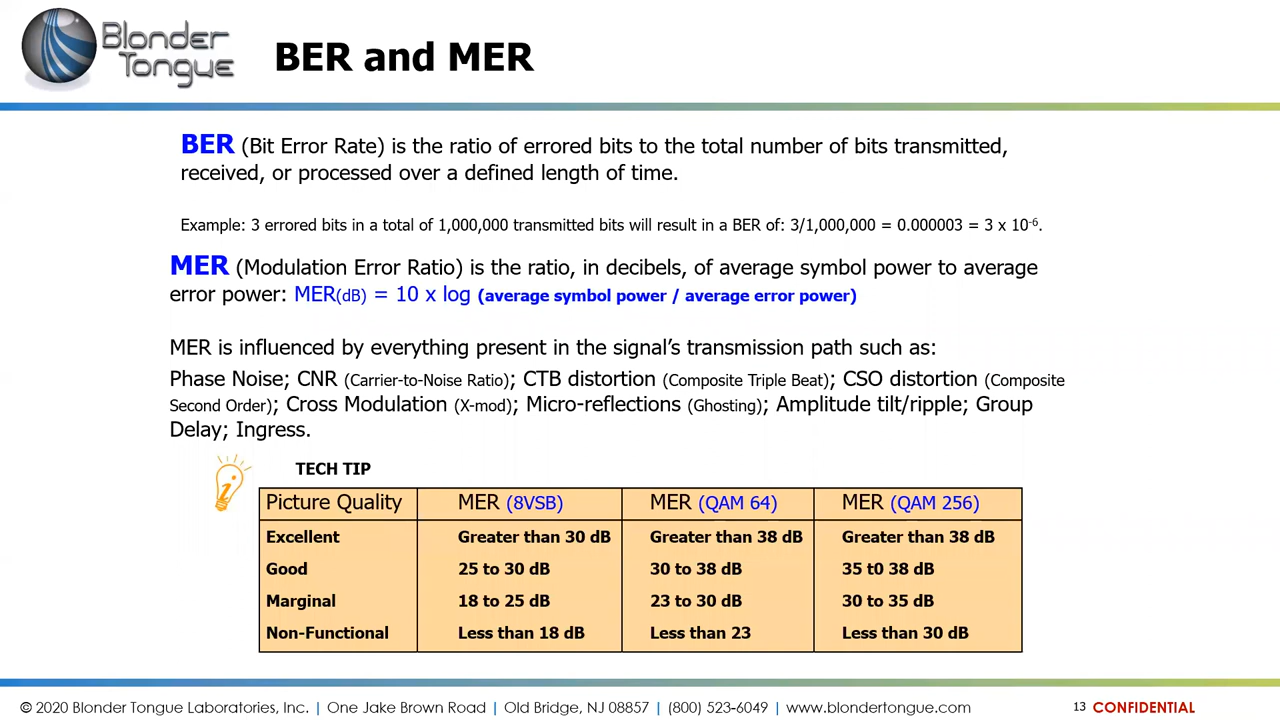 Blonder
Tongue
BER and MER
BER (Bit Error Rate) is the ratio of errored bits to the total number of bits transmitted,
received, or processed over a defined length of time.
Example: 3 errored bits in a total of 1,000,000 transmitted bits will result in a BER of: 3/1,000,000 = 0.000003 = 3 x 10⁻⁶.
MER (Modulation Error Ratio) is the ratio, in decibels, of average symbol power to average
error power: MER(dB) = 10 x log (average symbol power / average error power)
MER is influenced by everything present in the signal’s transmission path such as:
Phase Noise; CNR (Carrier-to-Noise Ratio); CTB distortion (Composite Triple Beat); CSO distortion (Composite
Second Order); Cross Modulation (X-mod); Micro-reflections (Ghosting); Amplitude tilt/ripple; Group
Delay; Ingress.
TECH TIP
Picture Quality MER (8VSB) MER (QAM 64) MER (QAM 256)
Excellent Greater than 30 dB Greater than 38 dB Greater than 38 dB
Good 25 to 30 dB 30 to 38 dB 35 t0 38 dB
Marginal 18 to 25 dB 23 to 30 dB 30 to 35 dB
Non-Functional Less than 18 dB Less than 23 Less than 30 dB
© 2020 Blonder Tongue Laboratories, Inc. | One Jake Brown Road | Old Bridge, NJ 08857 | (800) 523-6049 | www.blondertongue.com 13 CONFIDENTIAL